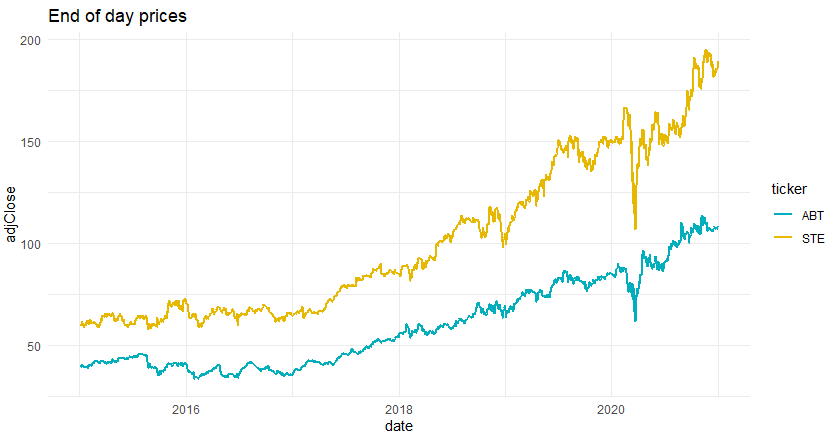 End of day prices
200
150
100
50
adjClose
2016
2018
2020
date
ticker
ABT
STE